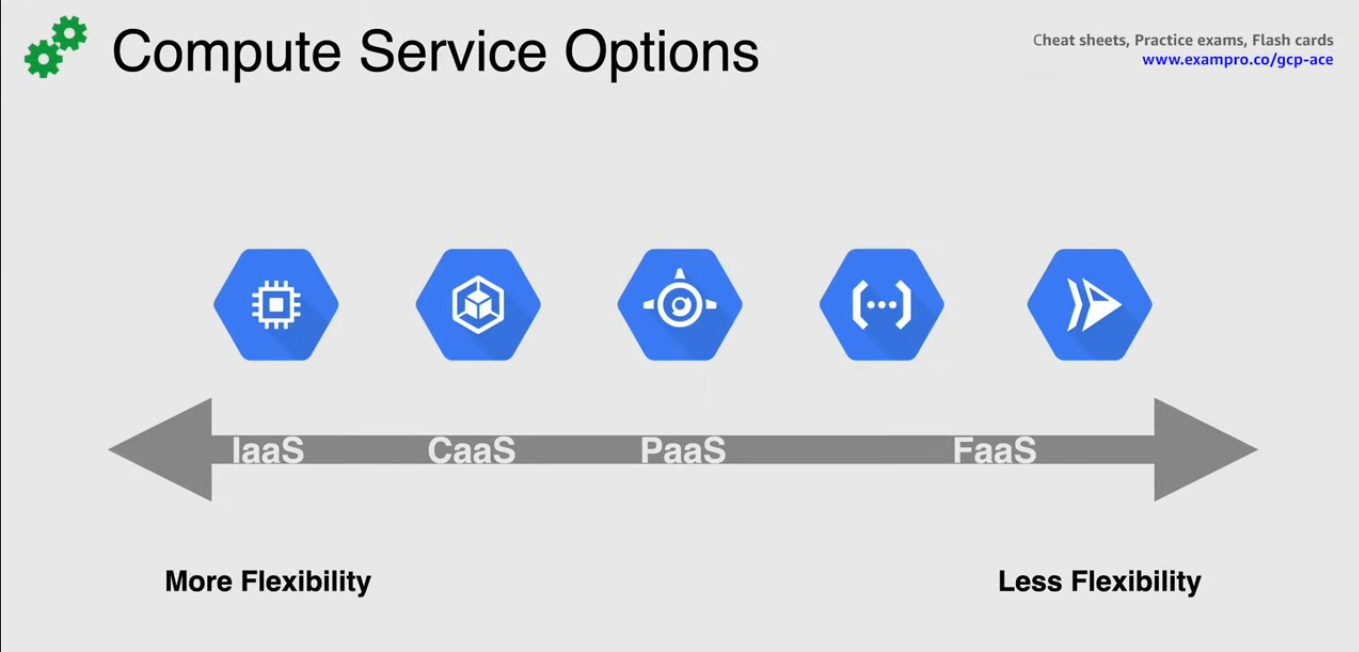 Compute Service Options
Cheat sheets, Practice exams, Flash cards
www.exampro.co/gcp-ace
IaaS CaaS PaaS FaaS
More Flexibility Less Flexibility